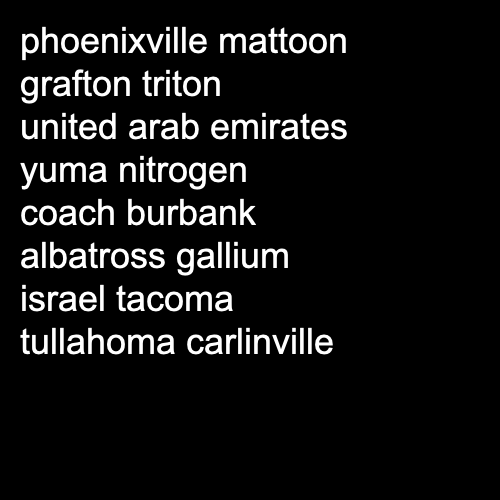 phoenixville mattoon
grafton triton
united arab emirates
yuma nitrogen
coach burbank
albatross gallium
israel tacoma
tullahoma carlinville